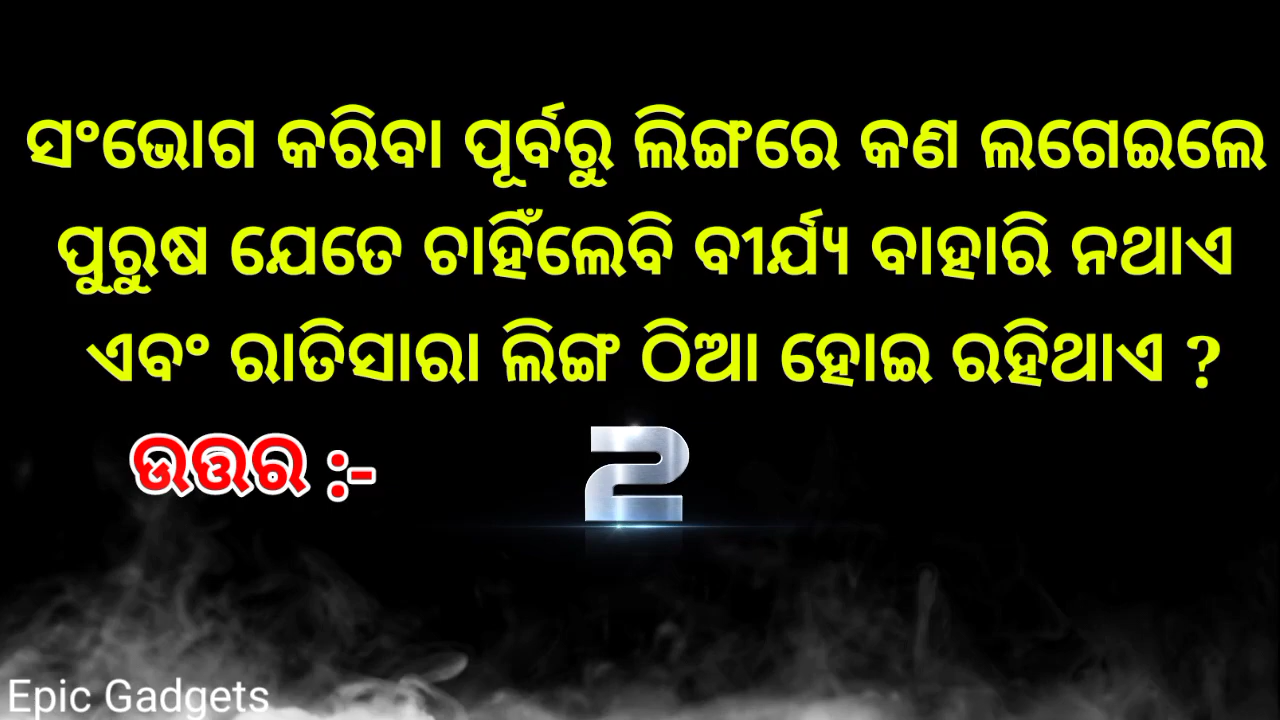 ସଂଭୋଗ କରିବା ପୂର୍ବରୁ ଲିଙ୍ଗରେ କଣ ଲଗେଇଲେ
ପୁରୁଷ ଯେତେ ଚାହିଁଲେବି ବୀର୍ଯ୍ୟ ବାହାରି ନଥାଏ
ଏବଂ ରାତିସାରା ଲିଙ୍ଗ ଠିଆ ହୋଇ ରହିଥାଏ ?
ଉତ୍ତର :-
2
Epic Gadgets